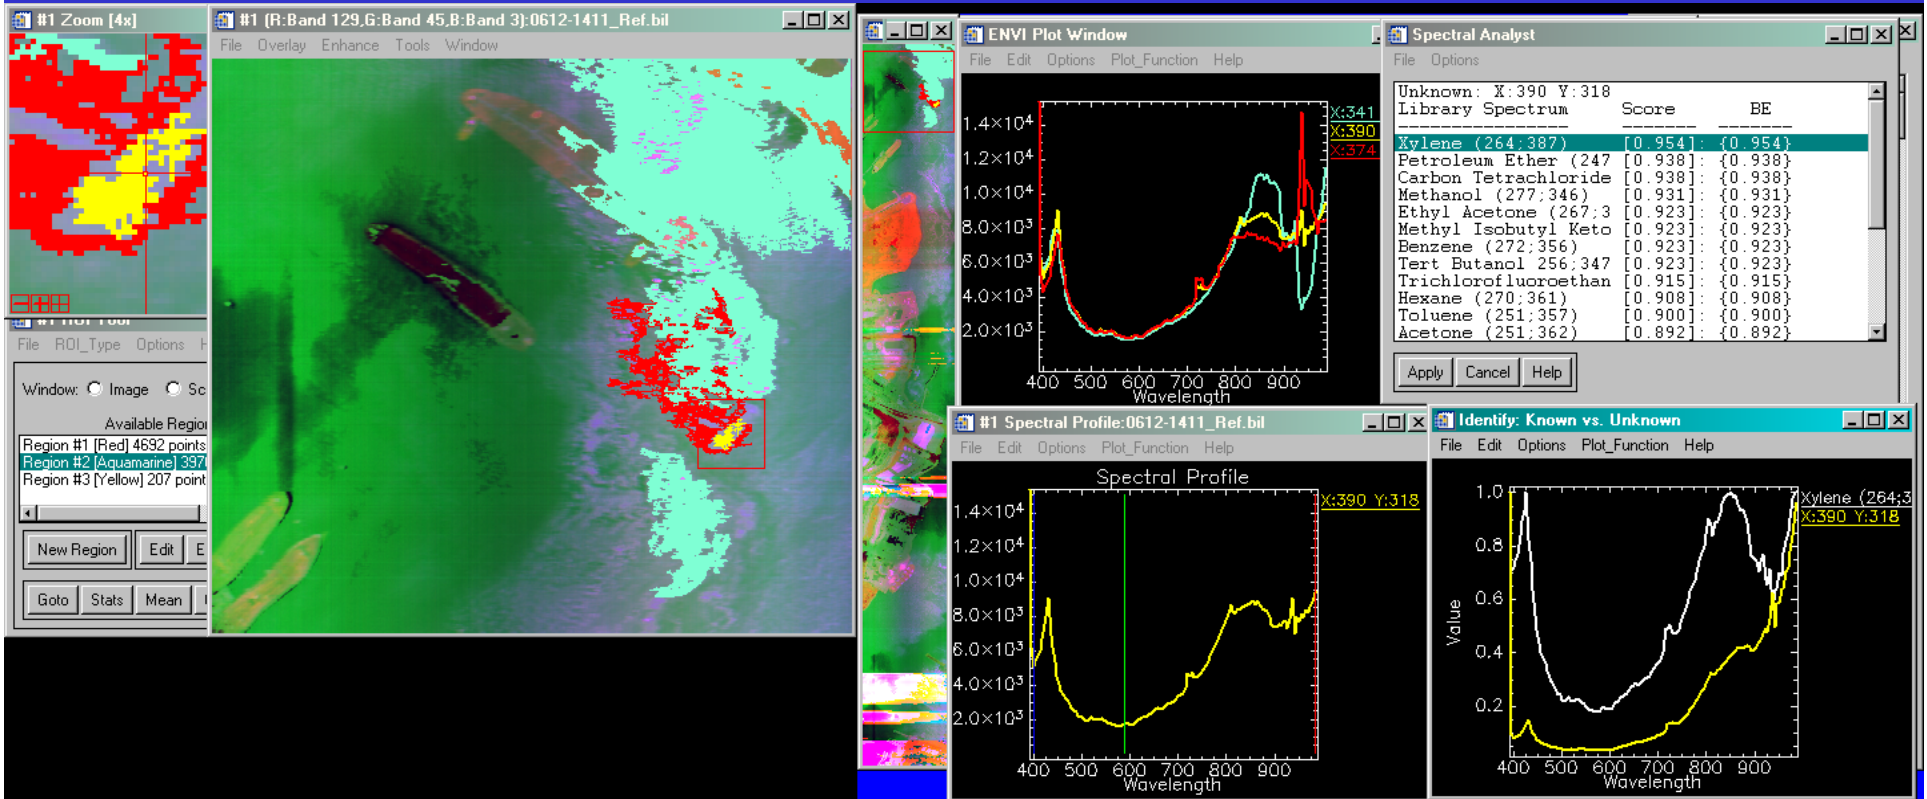 #1 Zoom [4x]
#1 (R:Band 129,G:Band 45,B:Band 3):0612-1411_Ref.bil
File Overlay Enhance Tools Window
#1 ROI Tool
File ROI_Type Options H
Window: Image Sc
Available Regior
Region #1 [Red] 4692 points
Region #2 [Aquamarine] 397
Region #3 [Yellow] 207 point
New Region Edit E
Goto Stats Mean
ENVI Plot Window
File Edit Options Plot_Function Help
X:341
X:390
X:374
1.4×10⁴
1.2×10⁴
1.0×10⁴
8.0×10³
6.0×10³
4.0×10³
2.0×10³
400 500 600 700 800 900
Wavelength
Spectral Analyst
File Options
Unknown: X:390 Y:318
Library Spectrum Score BE
Xylene (264;387) [0.954]: {0.954}
Petroleum Ether (247 [0.938]: {0.938}
Carbon Tetrachloride [0.938]: {0.938}
Methanol (277;346) [0.931]: {0.931}
Ethyl Acetone (267;3 [0.923]: {0.923}
Methyl Isobutyl Keto [0.923]: {0.923}
Benzene (272;356) [0.923]: {0.923}
Tert Butanol 256;347 [0.923]: {0.923}
Trichlorofluoroethan [0.915]: {0.915}
Hexane (270;361) [0.908]: {0.908}
Toluene (251;357) [0.900]: {0.900}
Acetone (251;362) [0.892]: {0.892}
Apply Cancel Help
#1 Spectral Profile:0612-1411_Ref.bil
File Edit Options Plot_Function Help
Spectral Profile
X:390 Y:318
1.4×10⁴
1.2×10⁴
1.0×10⁴
8.0×10³
6.0×10³
4.0×10³
2.0×10³
400 500 600 700 800 900
Wavelength
Identify: Known vs. Unknown
File Edit Options Plot_Function Help
Xylene (264;3
X:390 Y:318
1.0
0.8
0.6
0.4
0.2
Value
400 500 600 700 800 900
Wavelength